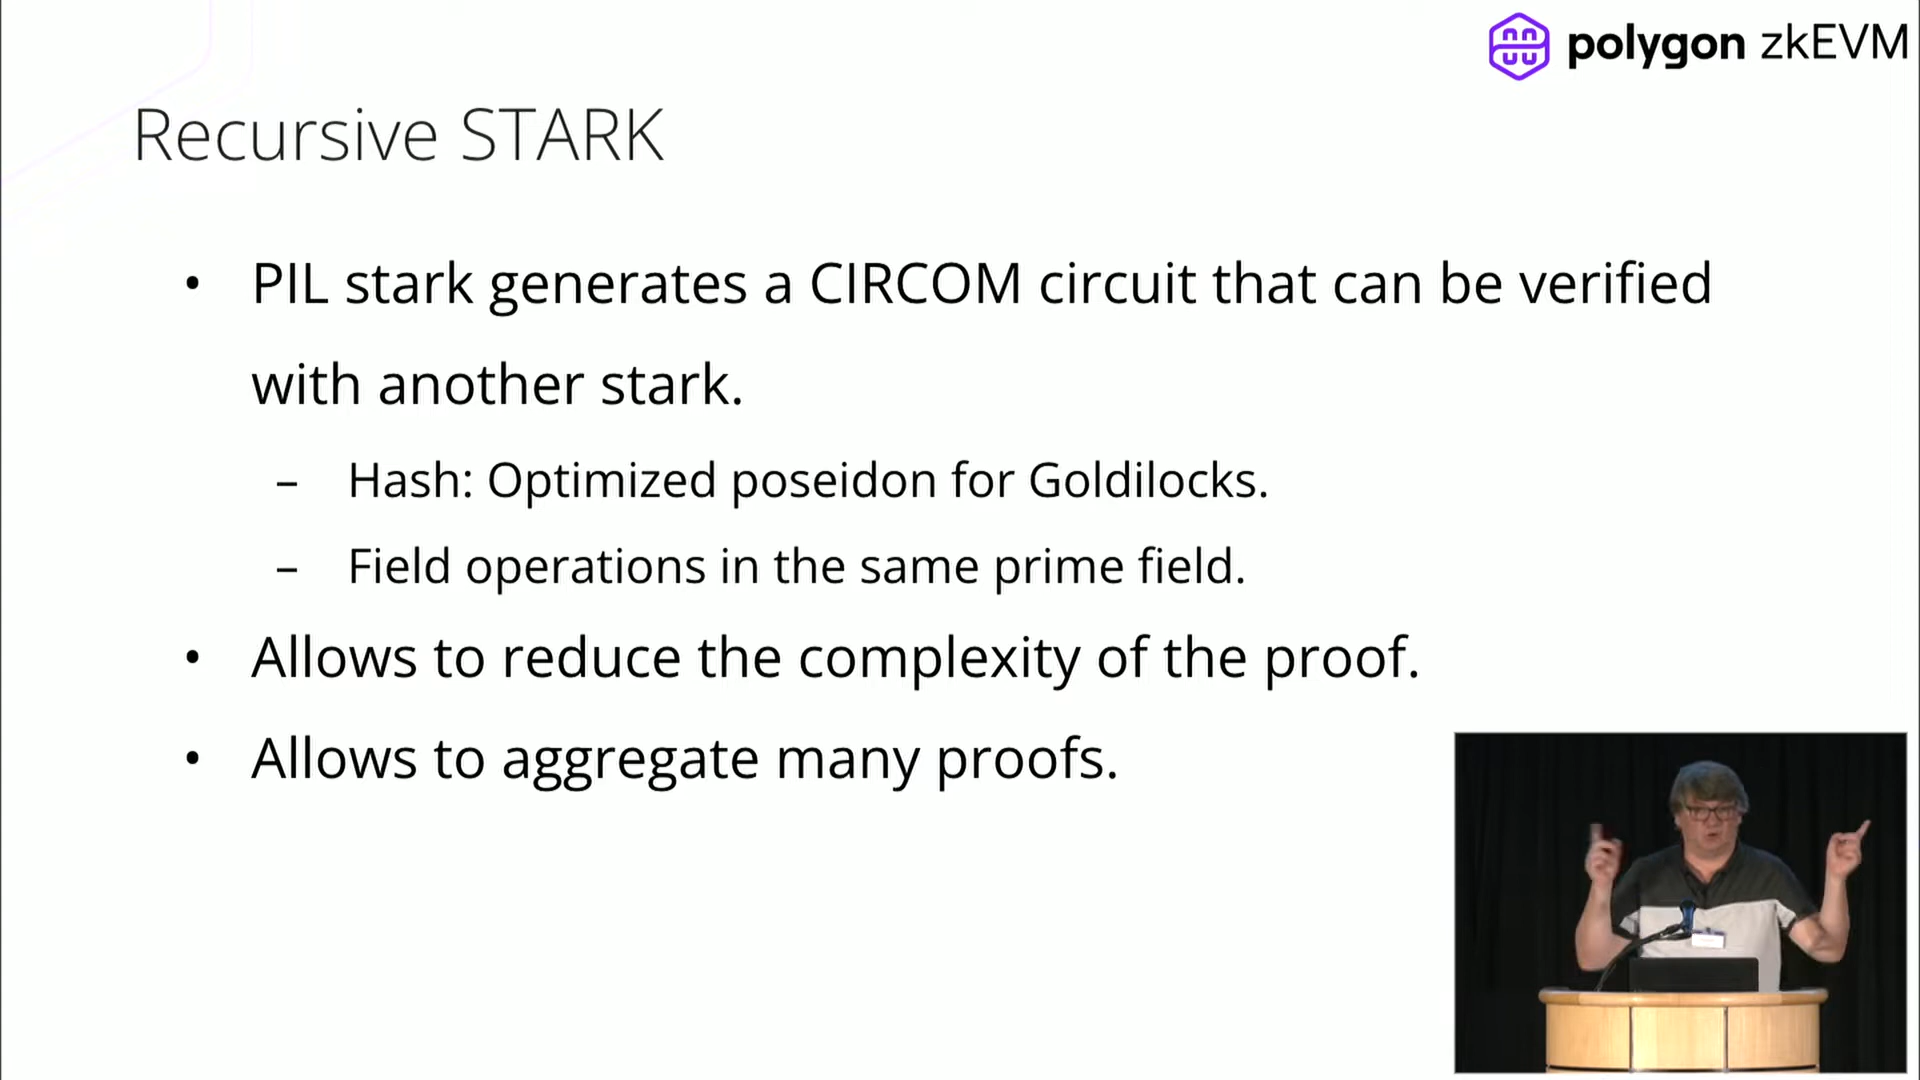 polygon zkEVM
Recursive STARK
• PIL stark generates a CIRCOM circuit that can be verified
with another stark.
– Hash: Optimized poseidon for Goldilocks.
– Field operations in the same prime field.
• Allows to reduce the complexity of the proof.
• Allows to aggregate many proofs.